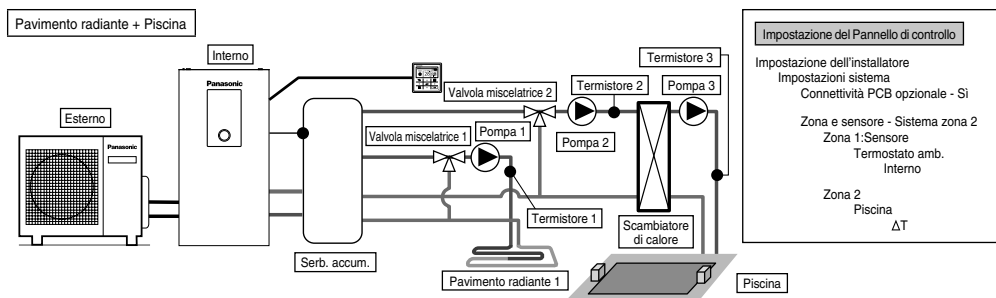 Pavimento radiante + Piscina
Interno
Panasonic
Esterno
Panasonic
Valvola miscelatrice 2
Termistore 2
Termistore 3
Pompa 3
Valvola miscelatrice 1
Pompa 1
Pompa 2
Termistore 1
Scambiatore
di calore
Serb. accum.
Pavimento radiante 1
Piscina
Impostazione del Pannello di controllo
Impostazione dell'installatore
Impostazioni sistema
Connettività PCB opzionale - Sì
Zona e sensore - Sistema zona 2
Zona 1:Sensore
Termostato amb.
Interno
Zona 2
Piscina
ΔT